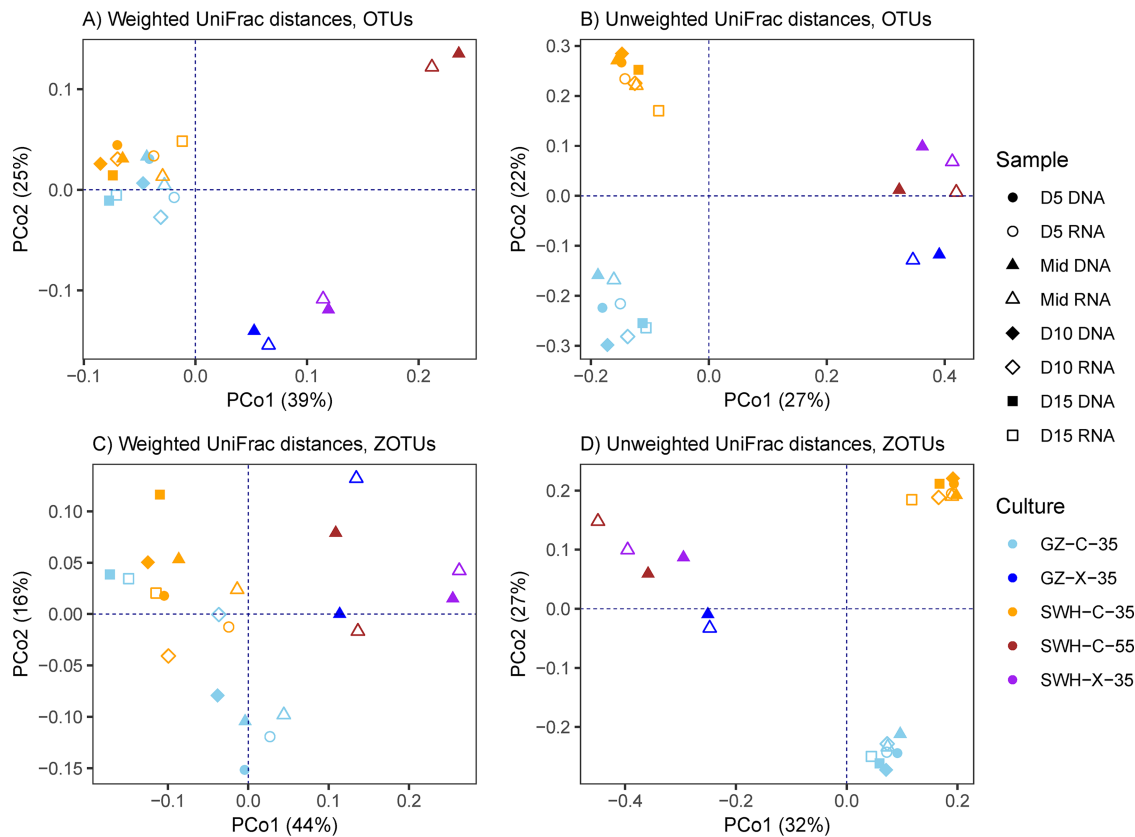 A) Weighted UniFrac distances, OTUs
0.1
0.0
−0.1
PCo2 (25%)
−0.1
0.0
0.1
0.2
PCo1 (39%)
B) Unweighted UniFrac distances, OTUs
0.3
0.2
0.1
0.0
−0.1
−0.2
−0.3
PCo2 (22%)
−0.2
0.0
0.2
0.4
PCo1 (27%)
C) Weighted UniFrac distances, ZOTUs
0.10
0.05
0.00
−0.05
−0.10
−0.15
PCo2 (16%)
−0.1
0.0
0.1
0.2
PCo1 (44%)
D) Unweighted UniFrac distances, ZOTUs
0.2
0.1
0.0
−0.1
−0.2
PCo2 (27%)
−0.4
−0.2
0.0
0.2
PCo1 (32%)
Sample
D5 DNA
D5 RNA
Mid DNA
Mid RNA
D10 DNA
D10 RNA
D15 DNA
D15 RNA
Culture
GZ−C−35
GZ−X−35
SWH−C−35
SWH−C−55
SWH−X−35